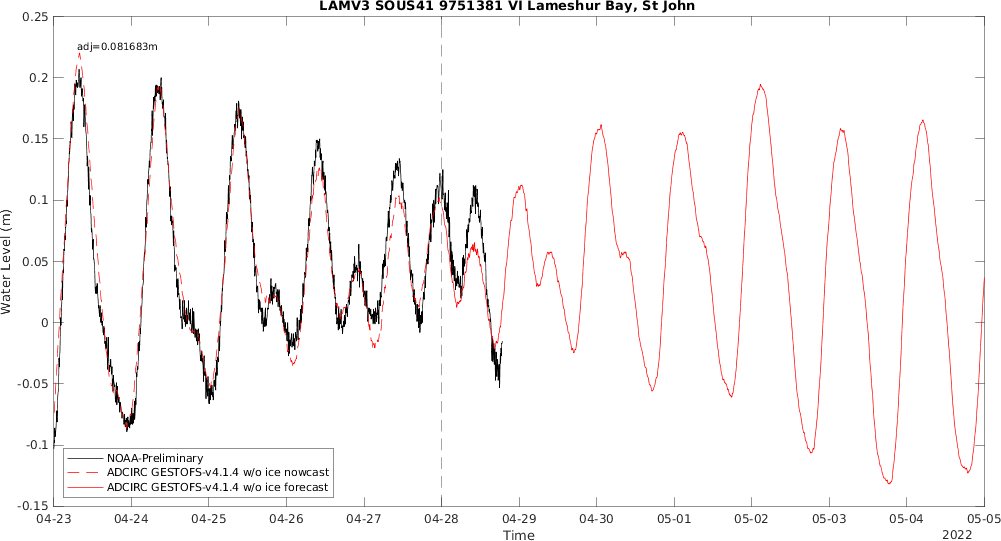 LAMV3 SOUS41 9751381 VI Lameshur Bay, St John
0.25
adj=0.081683m
0.2
0.15
0.1
0.05
0
-0.05
-0.1
-0.15
Water Level (m)
NOAA-Preliminary
ADCIRC GESTOFS-v4.1.4 w/o ice nowcast
ADCIRC GESTOFS-v4.1.4 w/o ice forecast
04-23 04-24 04-25 04-26 04-27 04-28 04-29 04-30 05-01 05-02 05-03 05-04 05-05
Time
2022